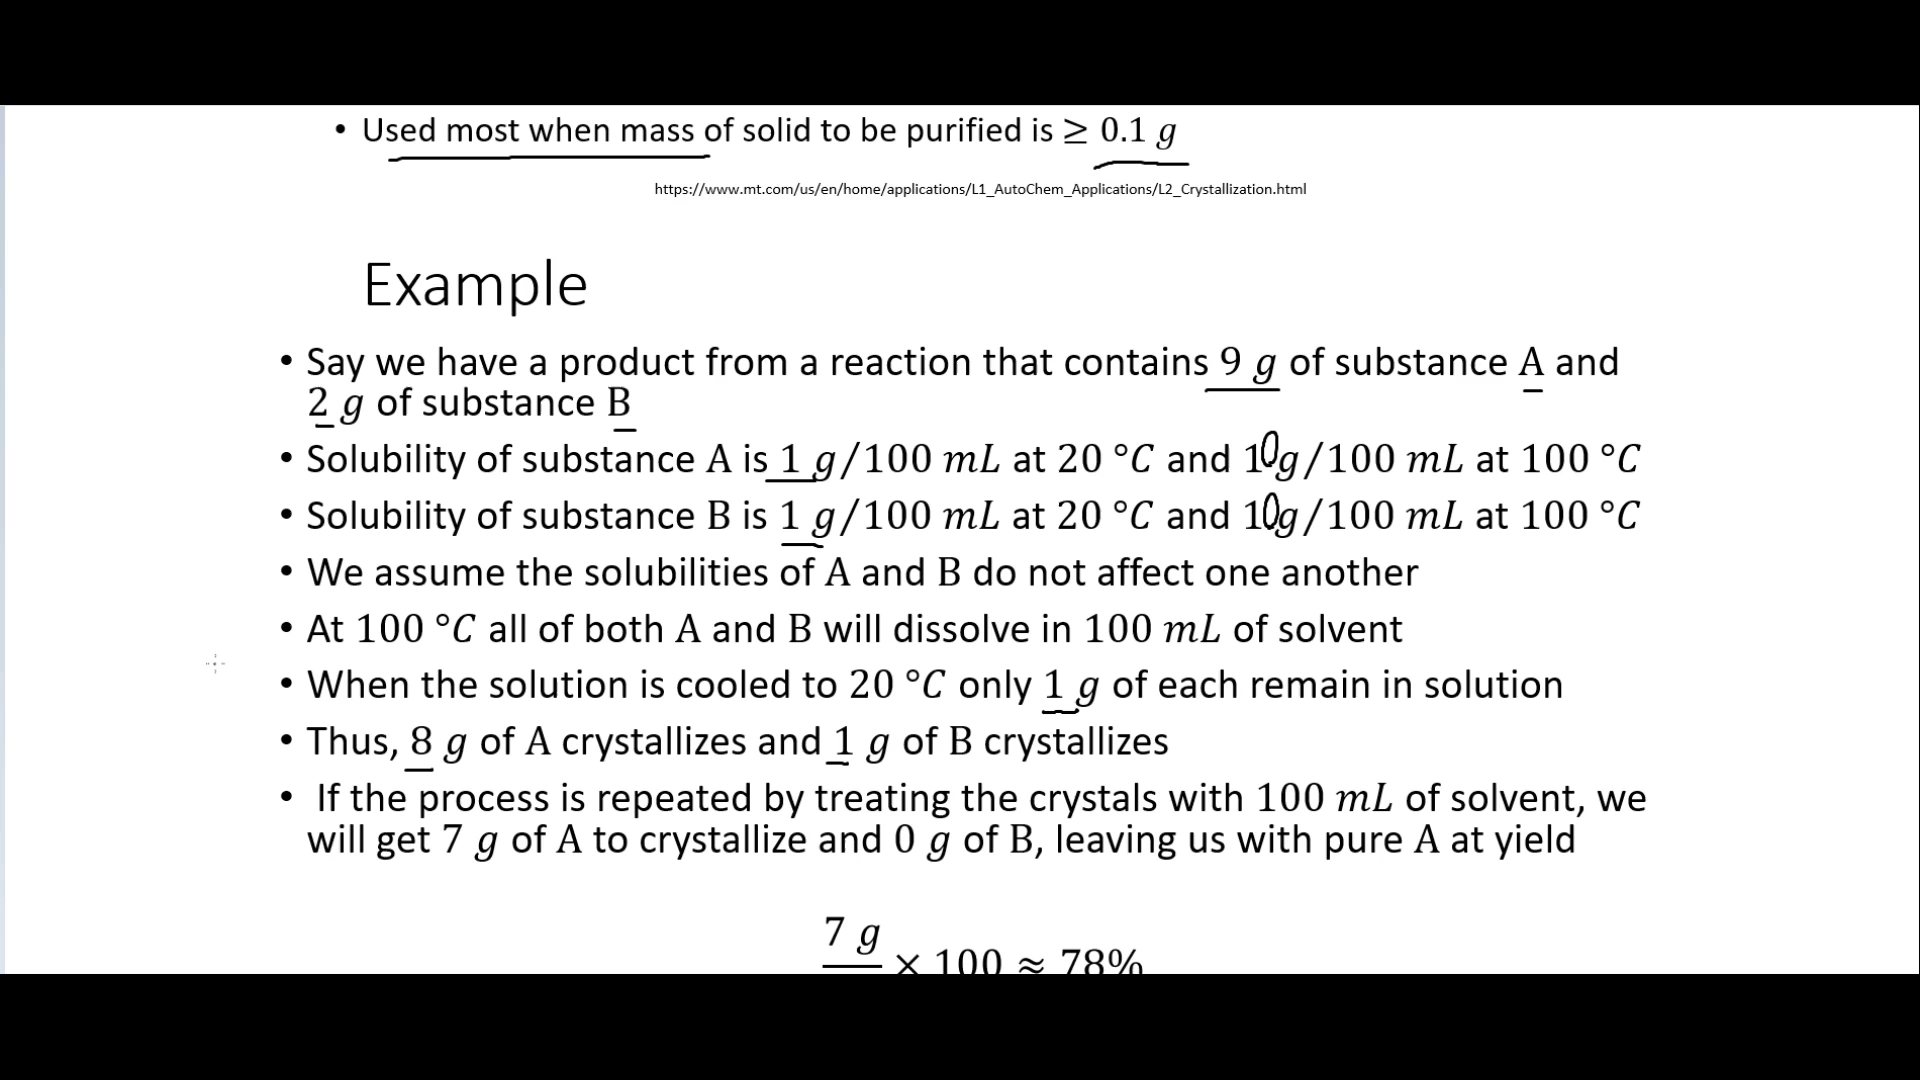 • Used most when mass of solid to be purified is ≥ 0.1 g
https://www.mt.com/us/en/home/applications/L1_AutoChem_Applications/L2_Crystallization.html
Example
• Say we have a product from a reaction that contains 9 g of substance A and
2 g of substance B
• Solubility of substance A is 1 g/100 mL at 20 °C and 10g/100 mL at 100 °C
• Solubility of substance B is 1 g/100 mL at 20 °C and 10g/100 mL at 100 °C
• We assume the solubilities of A and B do not affect one another
• At 100 °C all of both A and B will dissolve in 100 mL of solvent
• When the solution is cooled to 20 °C only 1 g of each remain in solution
• Thus, 8 g of A crystallizes and 1 g of B crystallizes
• If the process is repeated by treating the crystals with 100 mL of solvent, we
will get 7 g of A to crystallize and 0 g of B, leaving us with pure A at yield
7 g
× 100 ≈ 78%